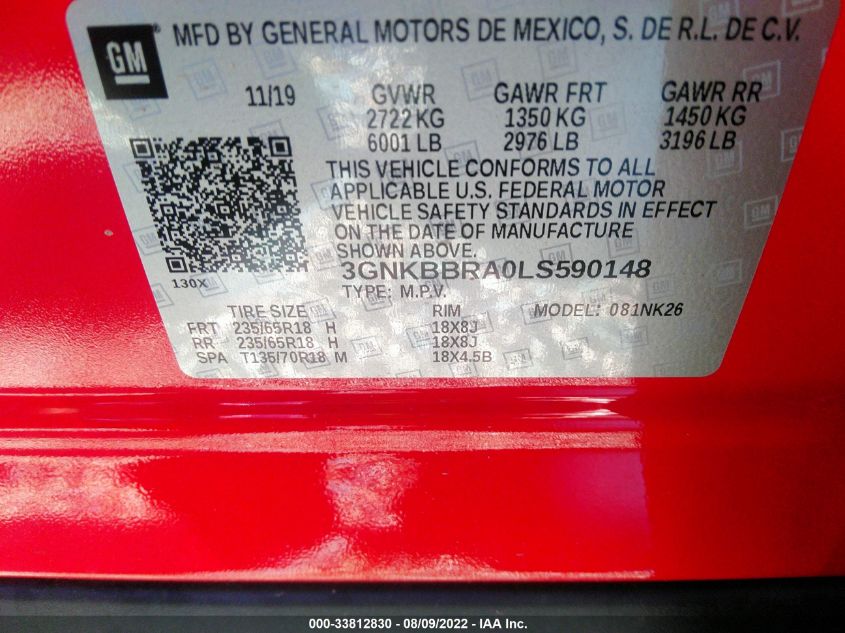 GM ® MFD BY GENERAL MOTORS DE MEXICO, S. DE R.L. DE C.V.
11/19 GVWR GAWR FRT GAWR RR
2722 KG 1350 KG 1450 KG
6001 LB 2976 LB 3196 LB
THIS VEHICLE CONFORMS TO ALL
APPLICABLE U.S. FEDERAL MOTOR
VEHICLE SAFETY STANDARDS IN EFFECT
ON THE DATE OF MANUFACTURE
SHOWN ABOVE.
3GNKBBRA0LS590148
130X TYPE: M.P.V.
TIRE SIZE RIM MODEL: 081NK26
FRT 235/65R18 H 18X8J
RR 235/65R18 H 18X8J
SPA T135/70R18 M 18X4.5B
000-33812830 - 08/09/2022 - IAA Inc.